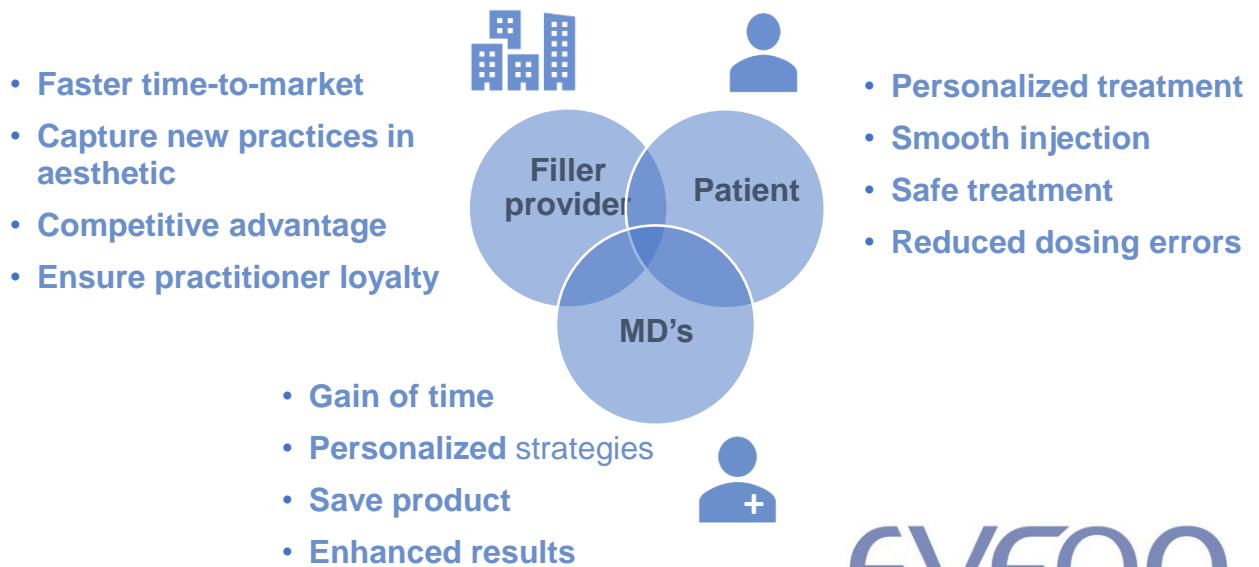 • Faster time-to-market
• Capture new practices in
aesthetic
• Competitive advantage
• Ensure practitioner loyalty
Filler
provider
Patient
MD's
• Personalized treatment
• Smooth injection
• Safe treatment
• Reduced dosing errors
• Gain of time
• Personalized strategies
• Save product
• Enhanced results